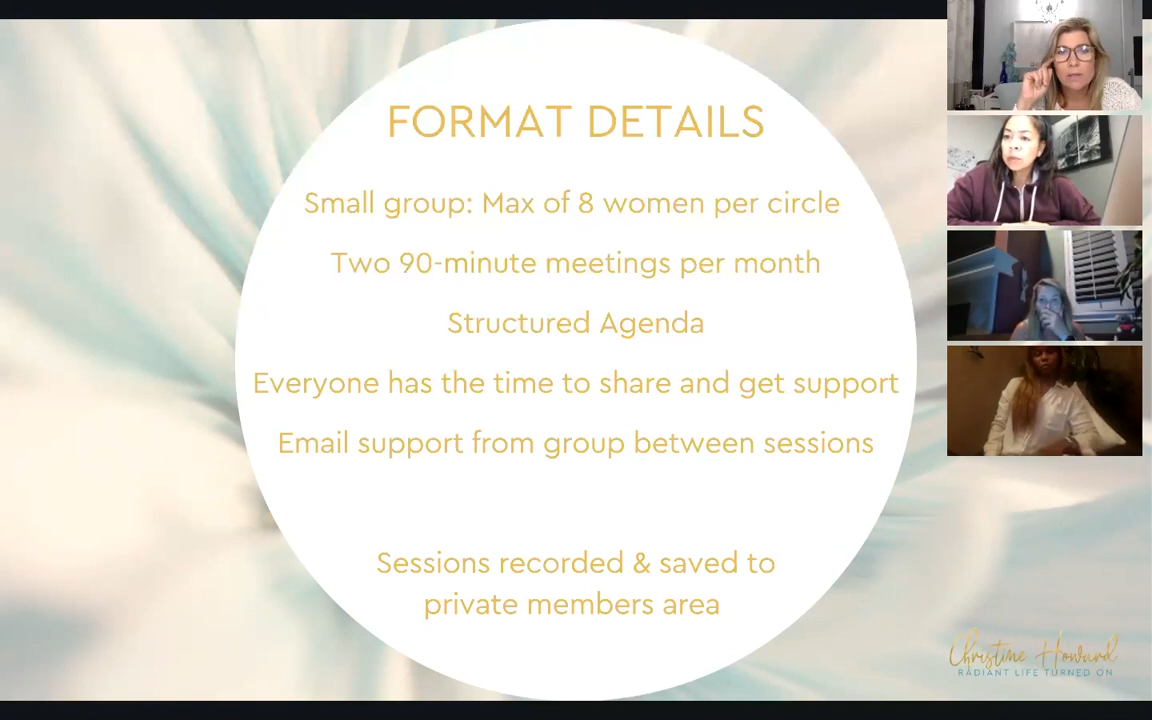 FORMAT DETAILS
Small group: Max of 8 women per circle
Two 90-minute meetings per month
Structured Agenda
Everyone has the time to share and get support
Email support from group between sessions
Sessions recorded & saved to
private members area
Christine Howard
RADIANT LIFE TURNED ON